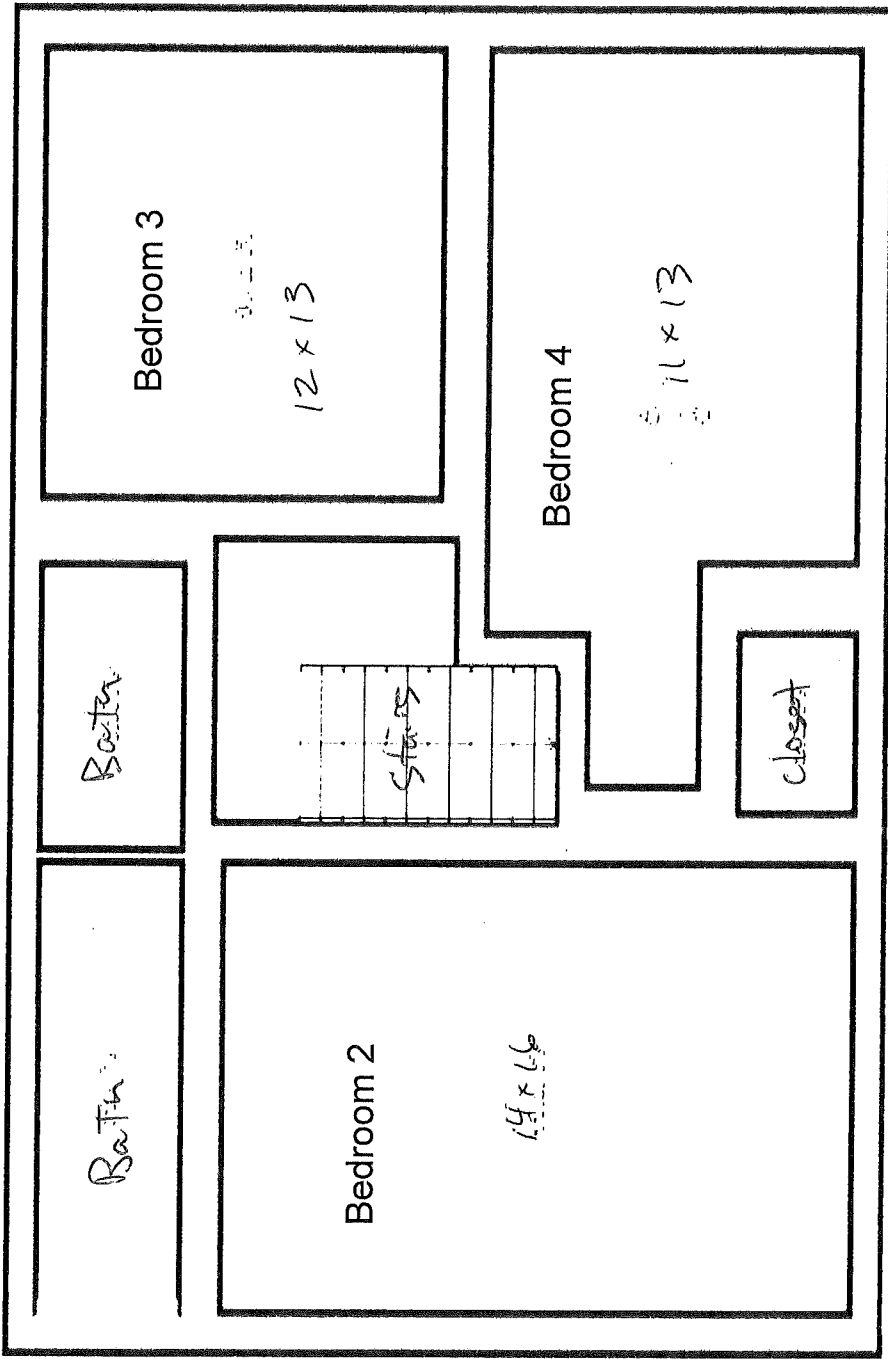 Bath
Bath
Bedroom 3
12 x 13
Stairs
Bedroom 2
14 x 16
Bedroom 4
11 x 13
closet